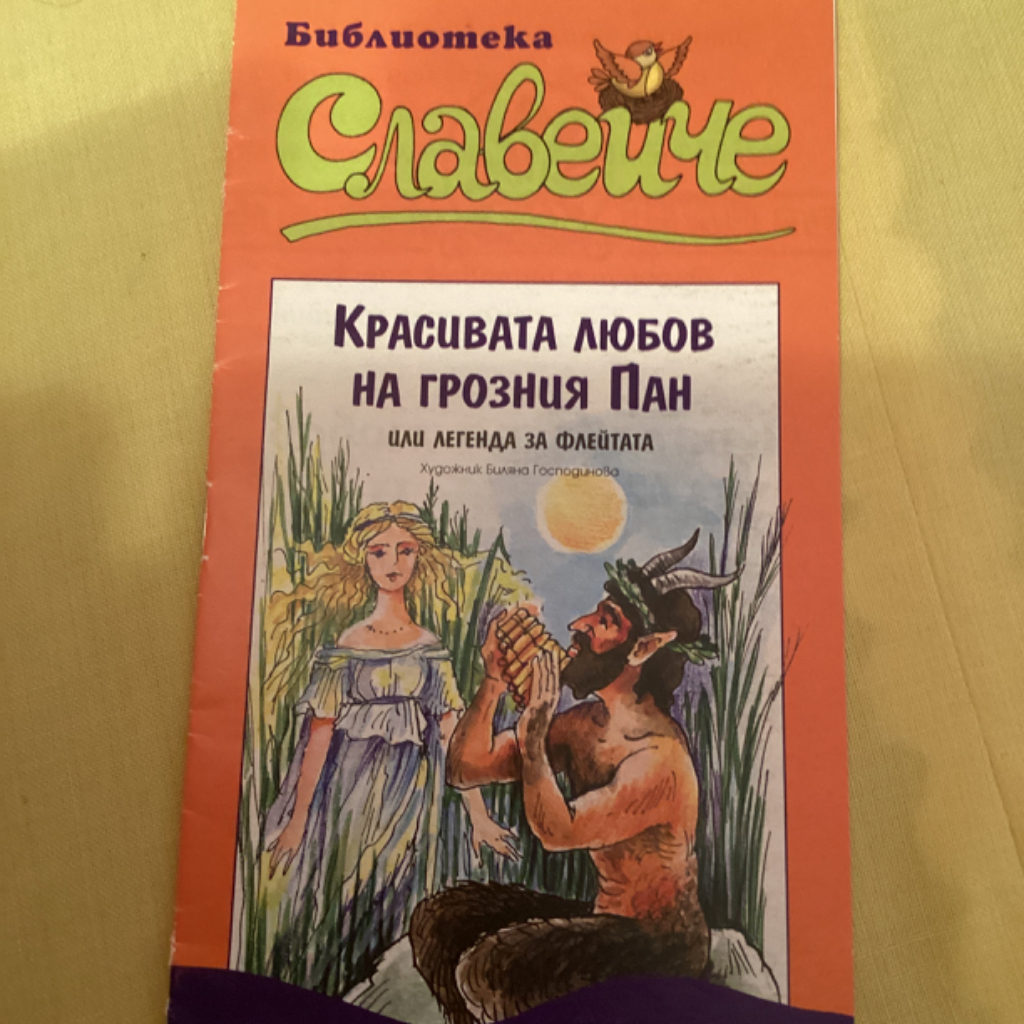 Библиотека
Славейче
Красивата любов
на грозния Пан
или легенда за флейтата
Художник Биляна Господинова